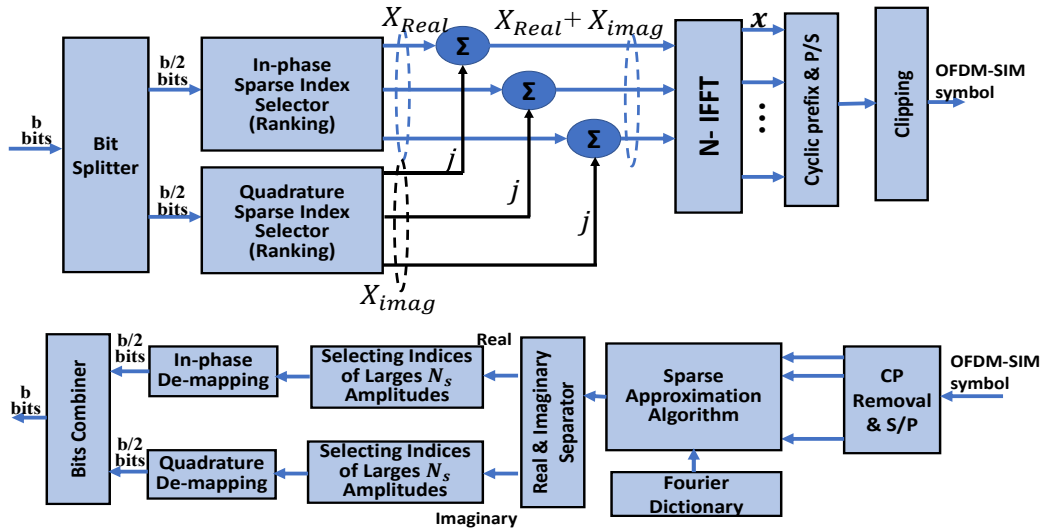 b
bits
Bit
Splitter
b/2
bits
In-phase
Sparse Index
Selector
(Ranking)
b/2
bits
Quadrature
Sparse Index
Selector
(Ranking)
X_Real
X_Real + X_imag
Σ
Σ
Σ
j
j
j
X_imag
N- IFFT
x
...
Cyclic prefix & P/S
Clipping
OFDM-SIM
symbol
b
bits
Bits Combiner
b/2
bits
In-phase
De-mapping
b/2
bits
Quadrature
De-mapping
Selecting Indices
of Larges N_s
Amplitudes
Selecting Indices
of Larges N_s
Amplitudes
Real
Imaginary
Real & Imaginary
Separator
Sparse
Approximation
Algorithm
Fourier
Dictionary
CP
Removal
& S/P
OFDM-SIM
symbol